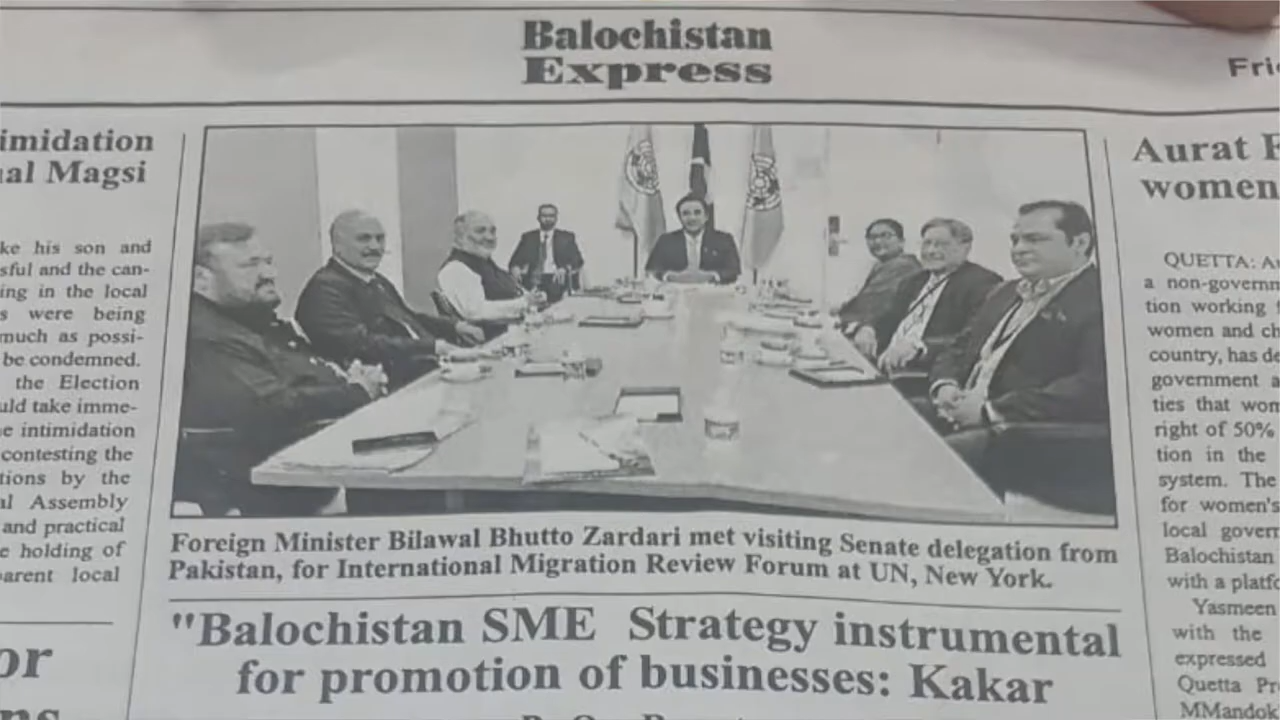 Balochistan
Express
imidation
al Magsi
ke his son and
sful and the can-
ing in the local
s were being
much as possi-
be condemned.
the Election
uld take imme-
e intimidation
contesting the
tions by the
al Assembly
and practical
e holding of
arent local
or
Foreign Minister Bilawal Bhutto Zardari met visiting Senate delegation from
Pakistan, for International Migration Review Forum at UN, New York.
"Balochistan SME Strategy instrumental
for promotion of businesses: Kakar
Aurat
women
QUETTA:
a non-governm
tion working
women and ch
country, has de
government a
ties that wom
right of 50%
tion in the
system. The
for women's
local govern
Balochistan
with a platfo
Yasmeen
with the
expressed
Quetta Pr
MMandok